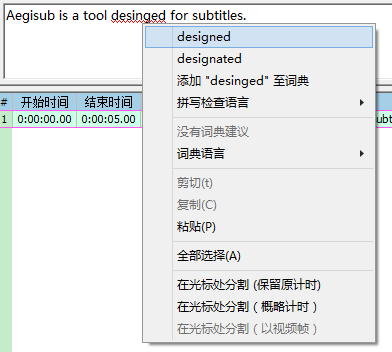 Aegisub is a tool desinged for subtitles.
designed
designated
添加 "desinged" 至词典
拼写检查语言
没有词典建议
词典语言
剪切(t)
复制(C)
粘贴(P)
全部选择(A)
在光标处分割 (保留原计时)
在光标处分割（概略计时）
在光标处分割（以视频帧）
# 开始时间 结束时间
1 0:00:00.00 0:00:05.00